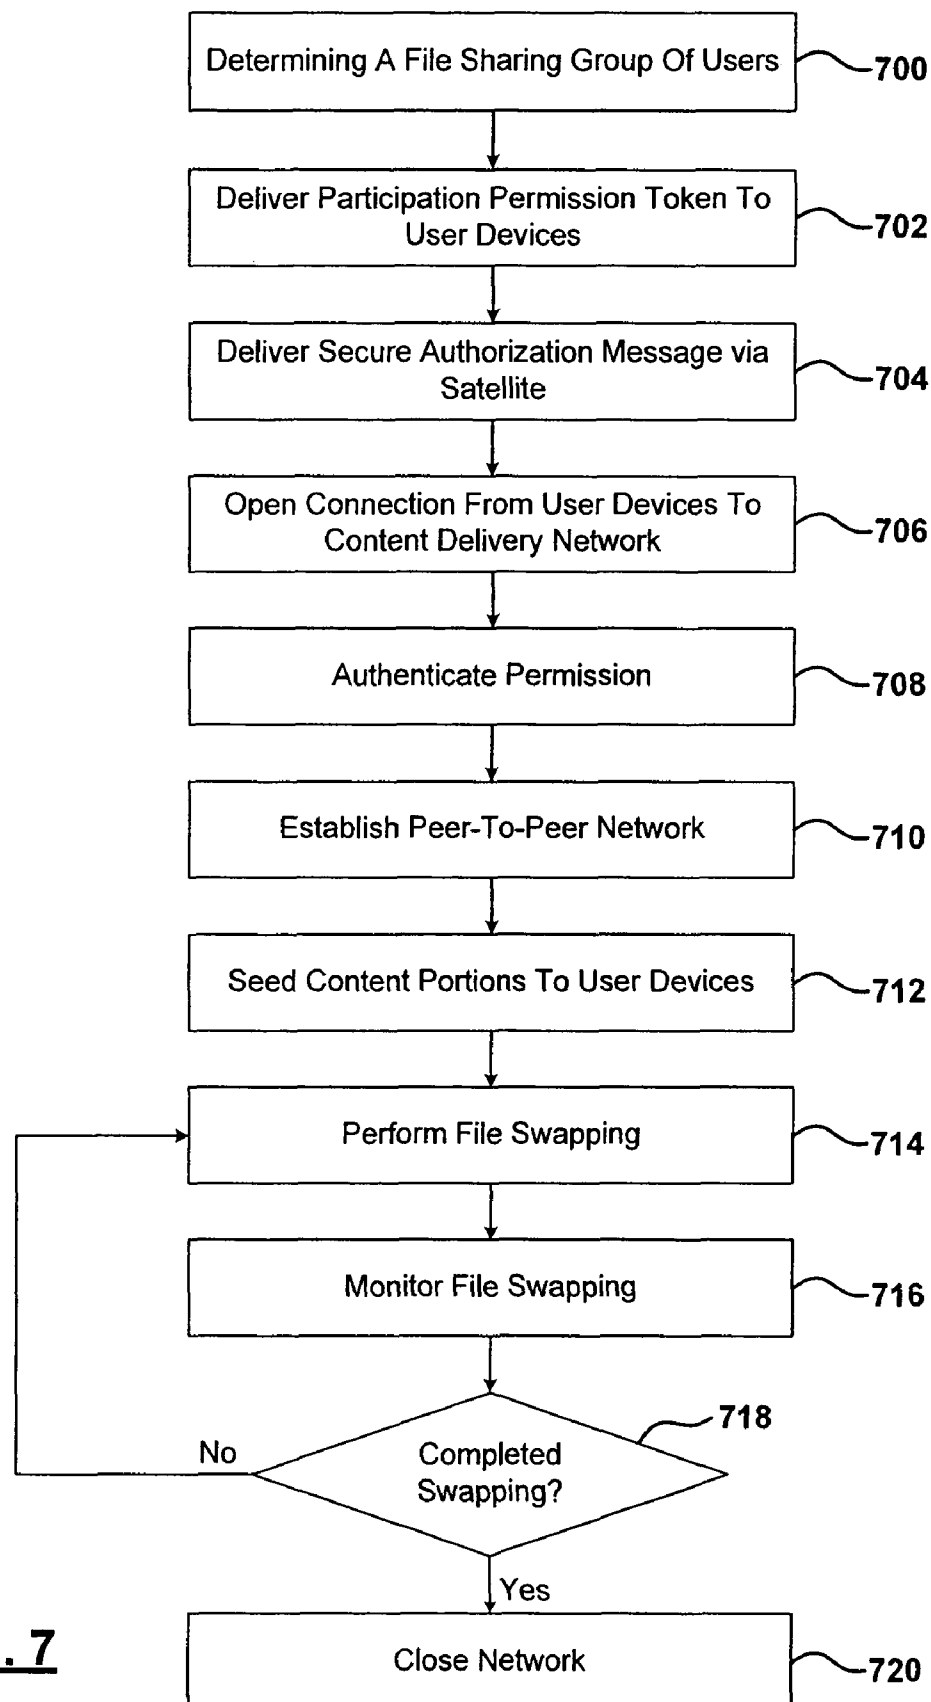 Determining A File Sharing Group Of Users
700
Deliver Participation Permission Token To
User Devices
702
Deliver Secure Authorization Message via
Satellite
704
Open Connection From User Devices To
Content Delivery Network
706
Authenticate Permission
708
Establish Peer-To-Peer Network
710
Seed Content Portions To User Devices
712
Perform File Swapping
714
Monitor File Swapping
716
718
No
Completed
Swapping?
Yes
. 7
Close Network
720